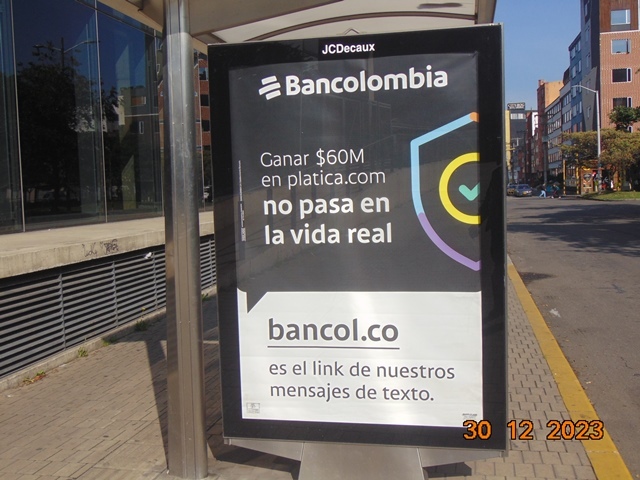 JCDecaux
Bancolombia
Ganar $60M
en platica.com
no pasa en
la vida real
bancol.co
es el link de nuestros
mensajes de texto.
30 12 2023